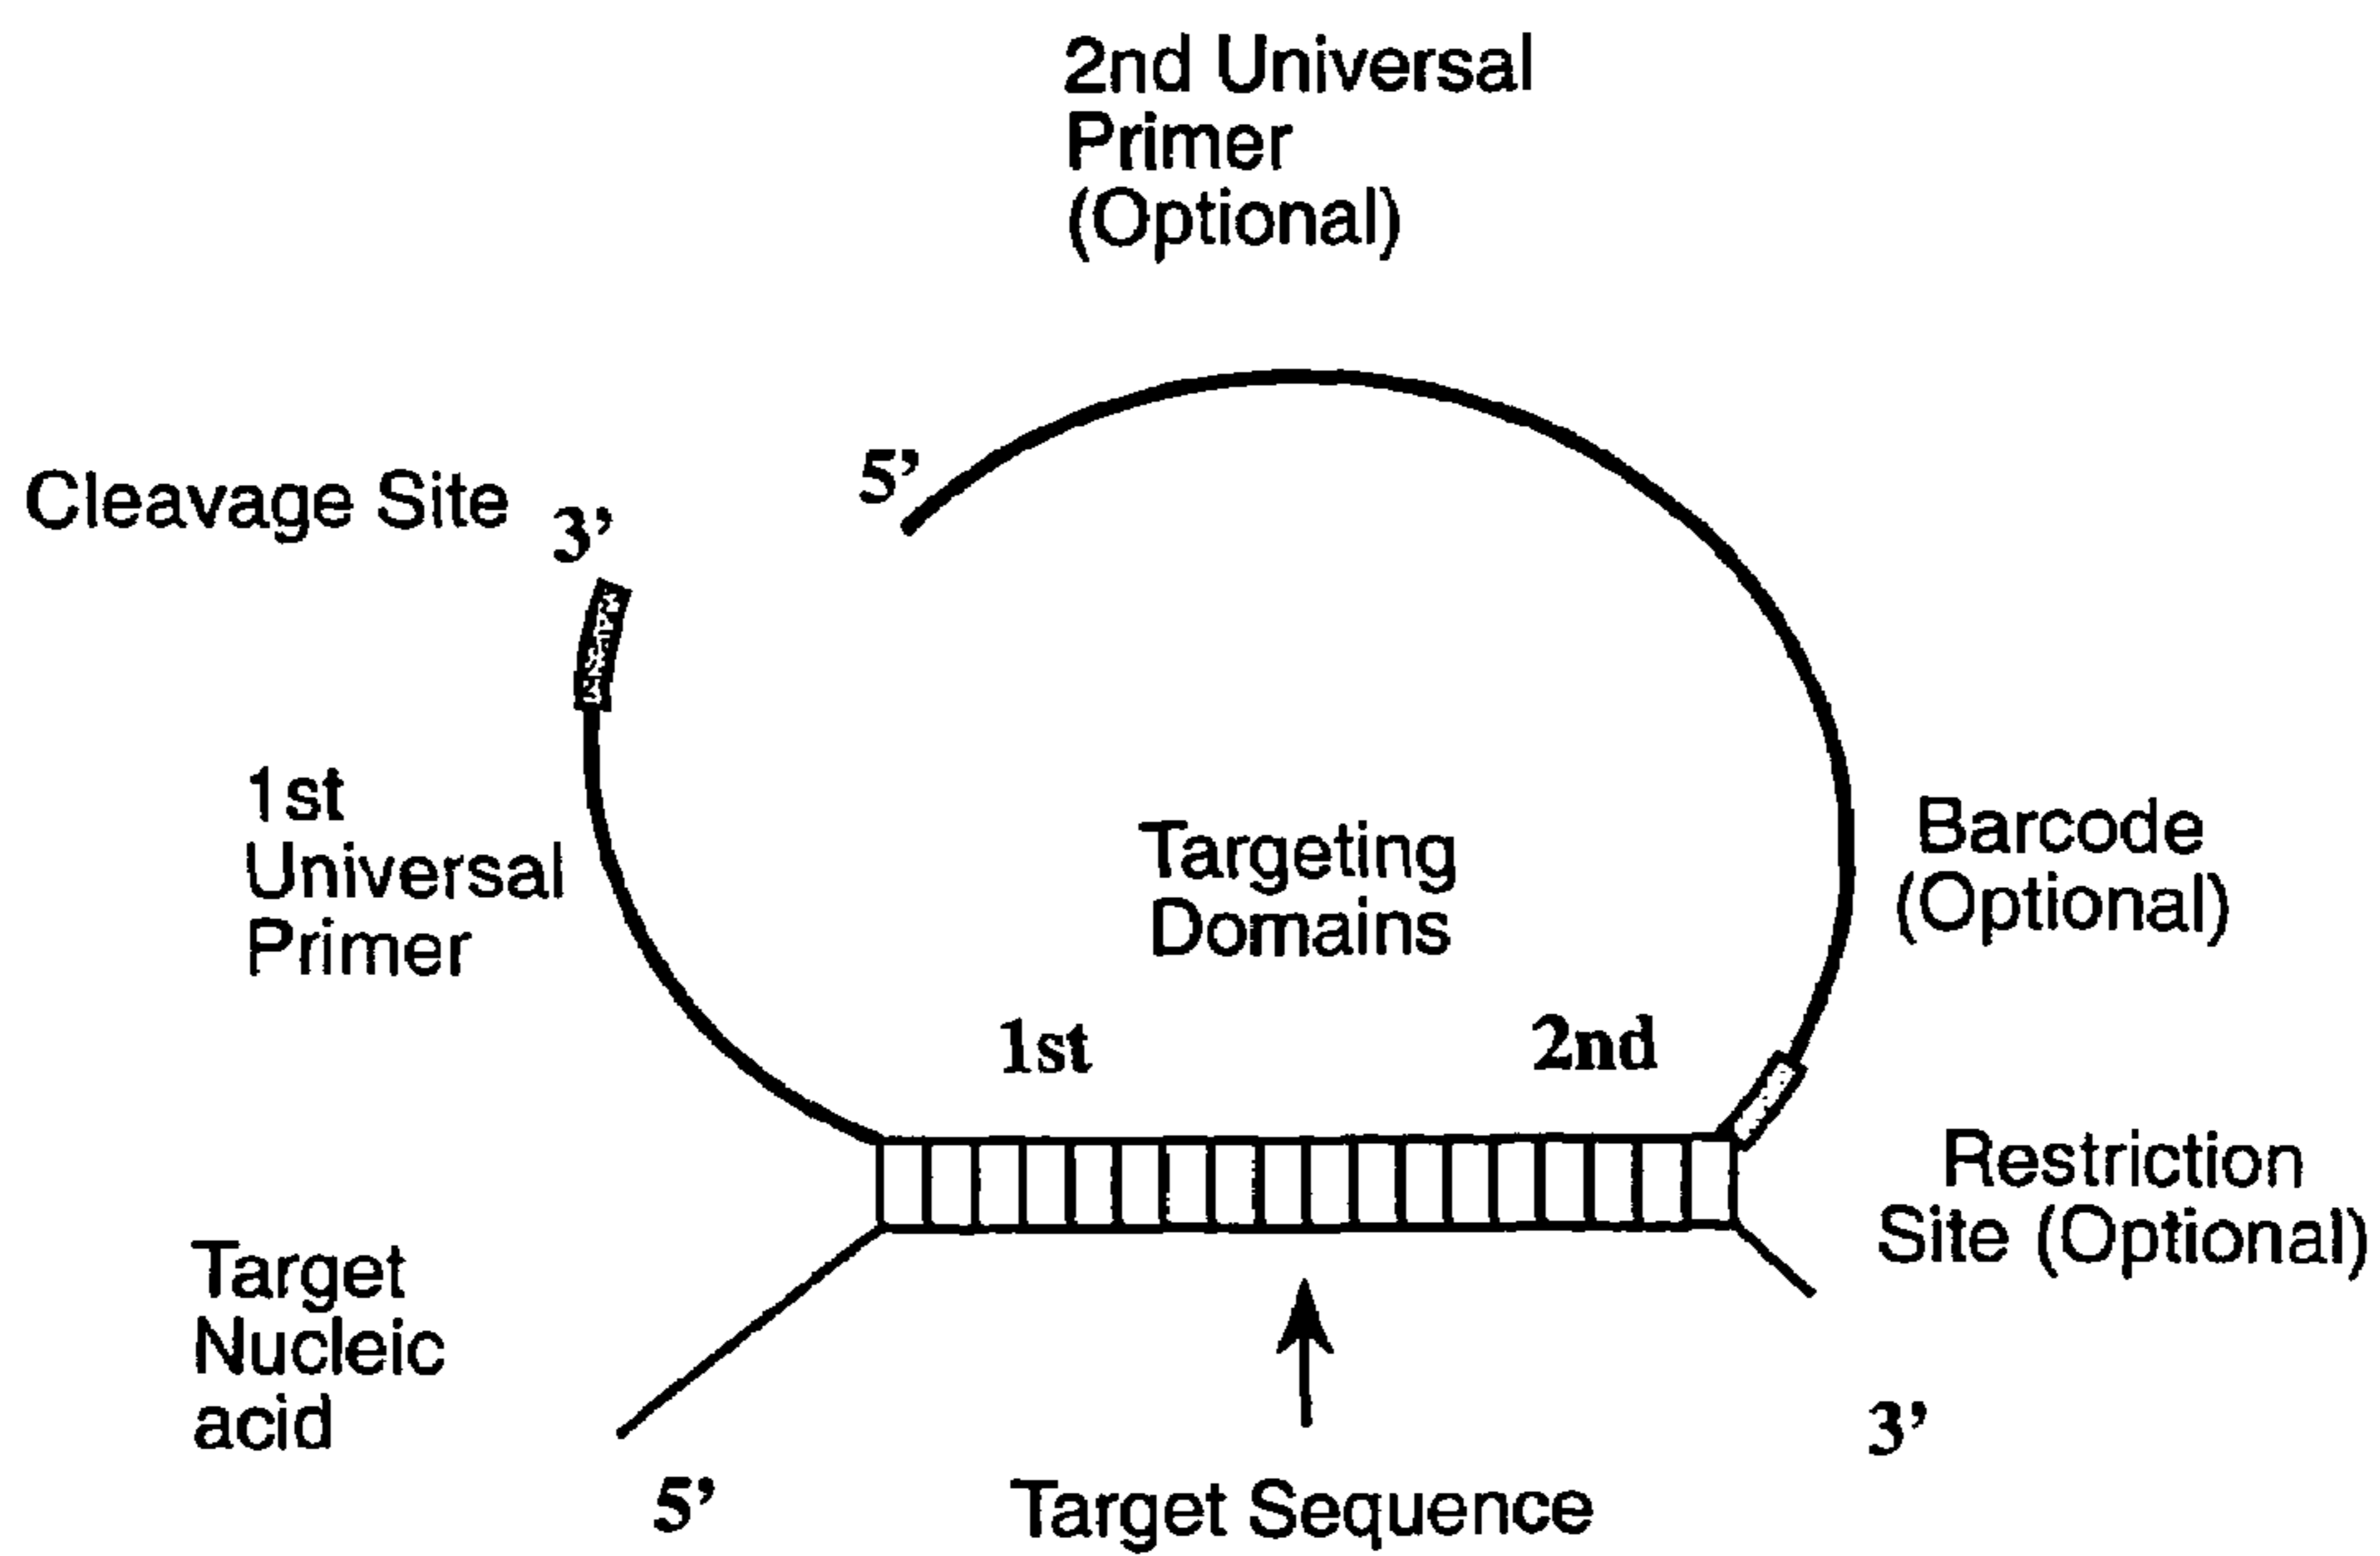 2nd Universal
Primer
(Optional)
5’
Cleavage Site
3’
1st
Universal
Primer
Targeting
Domains
Barcode
(Optional)
1st
2nd
Restriction
Site (Optional)
Target
Nucleic
acid
3’
5’
Target Sequence